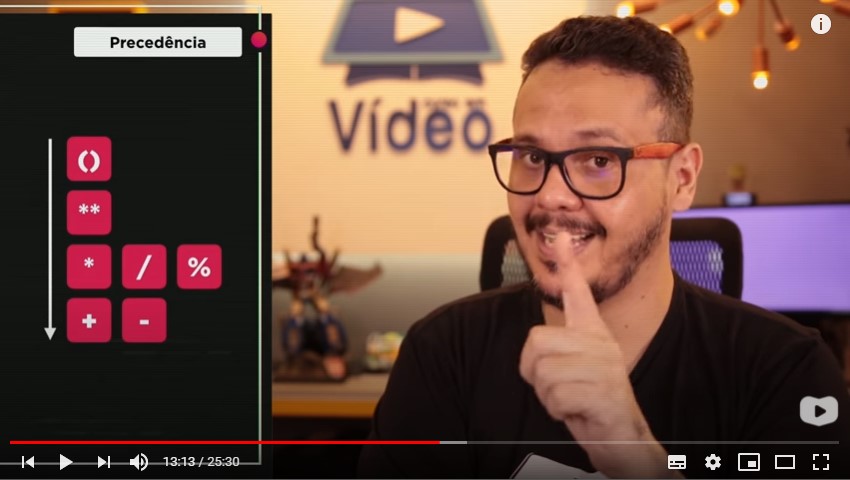 Precedência
Vídeo
()
**
* / %
+ -
13:13 / 25:30